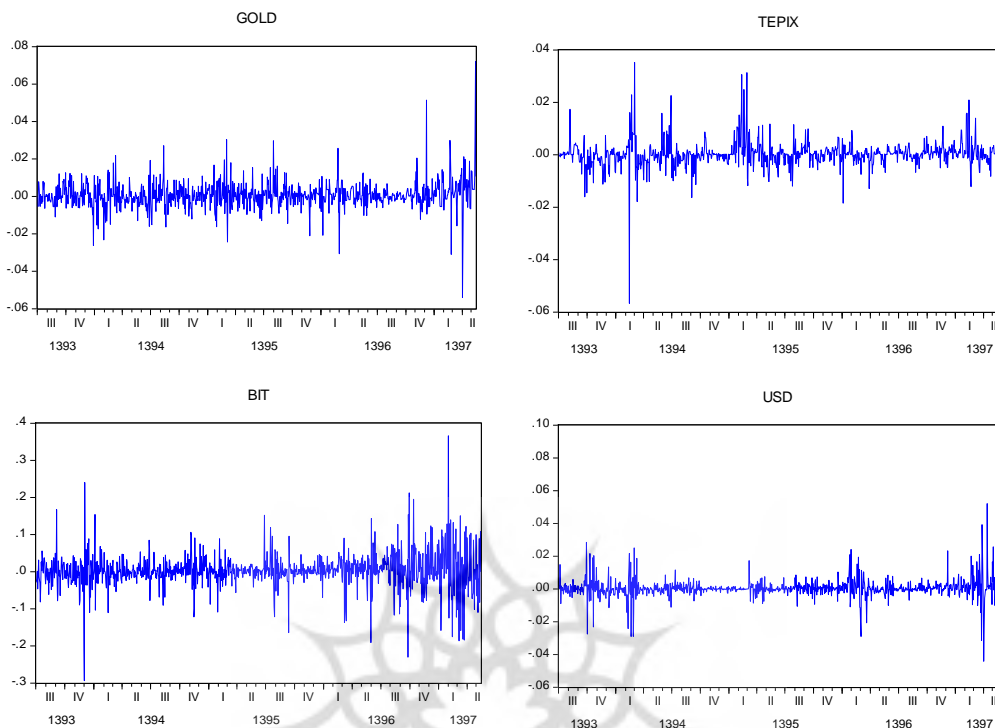 GOLD
.08
.06
.04
.02
.00
-.02
-.04
-.06
III IV I II III IV I II III IV I II III IV I II
1393 1394 1395 1396 1397
TEPIX
.04
.02
.00
-.02
-.04
-.06
III IV I II III IV I II III IV I II III IV I II
1393 1394 1395 1396 1397
BIT
.4
.3
.2
.1
.0
-.1
-.2
-.3
III IV I II III IV I II III IV I II III IV I II
1393 1394 1395 1396 1397
USD
.10
.08
.06
.04
.02
.00
-.02
-.04
-.06
III IV I II III IV I II III IV I II III IV I II
1393 1394 1395 1396 1397